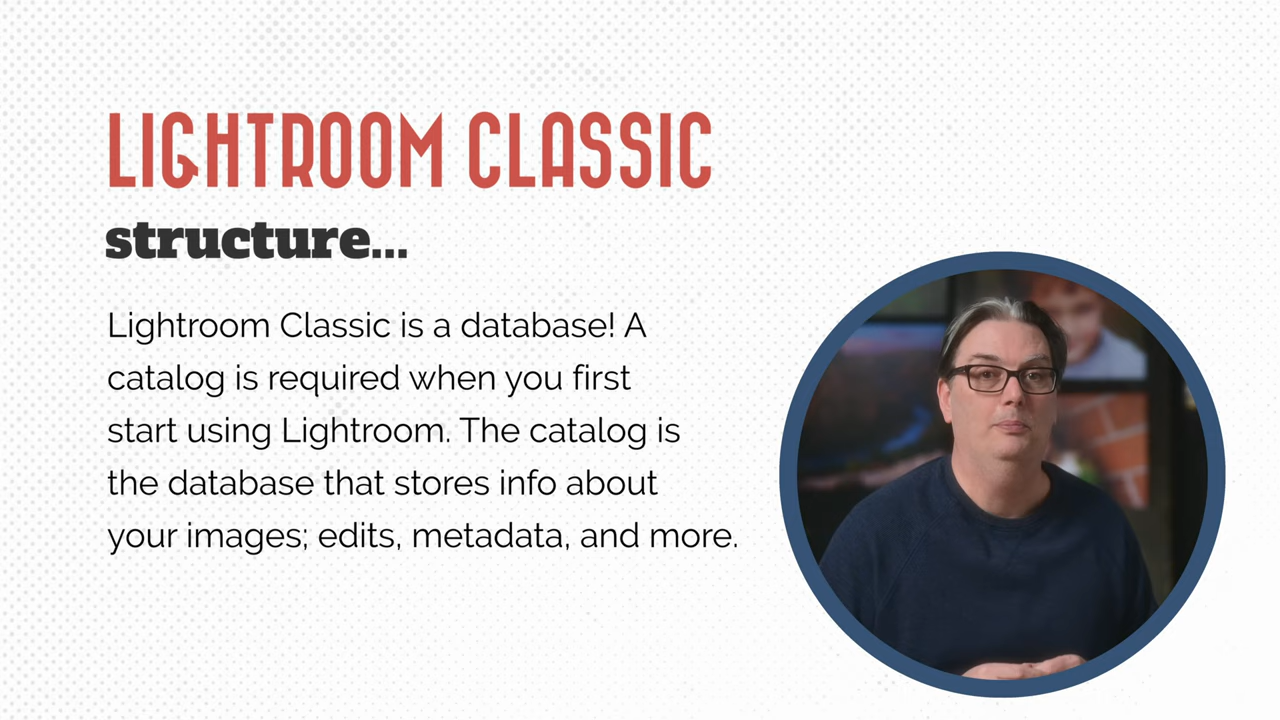 LIGHTROOM CLASSIC
structure...
Lightroom Classic is a database! A
catalog is required when you first
start using Lightroom. The catalog is
the database that stores info about
your images; edits, metadata, and more.